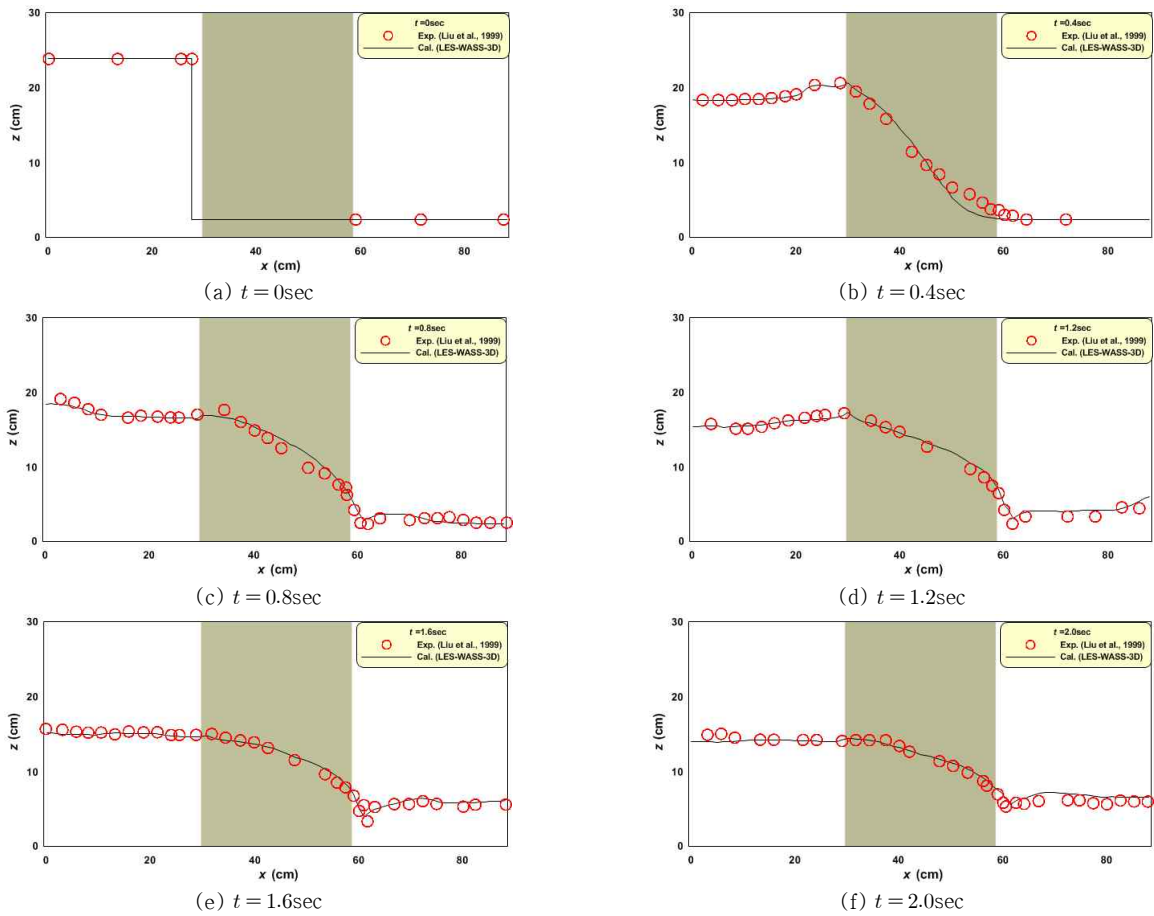 30
20
10
0
z (cm)
t =0sec
Exp. (Liu et al., 1999)
Cal. (LES-WASS-3D)
0 20 40 60 80
x (cm)
(a) t = 0sec
30
20
10
0
z (cm)
t =0.4sec
Exp. (Liu et al., 1999)
Cal. (LES-WASS-3D)
0 20 40 60 80
x (cm)
(b) t = 0.4sec
30
20
10
0
z (cm)
t =0.8sec
Exp. (Liu et al., 1999)
Cal. (LES-WASS-3D)
0 20 40 60 80
x (cm)
(c) t = 0.8sec
30
20
10
0
z (cm)
t =1.2sec
Exp. (Liu et al., 1999)
Cal. (LES-WASS-3D)
0 20 40 60 80
x (cm)
(d) t = 1.2sec
30
20
10
0
z (cm)
t =1.6sec
Exp. (Liu et al., 1999)
Cal. (LES-WASS-3D)
0 20 40 60 80
x (cm)
(e) t = 1.6sec
30
20
10
0
z (cm)
t =2.0sec
Exp. (Liu et al., 1999)
Cal. (LES-WASS-3D)
0 20 40 60 80
x (cm)
(f) t = 2.0sec